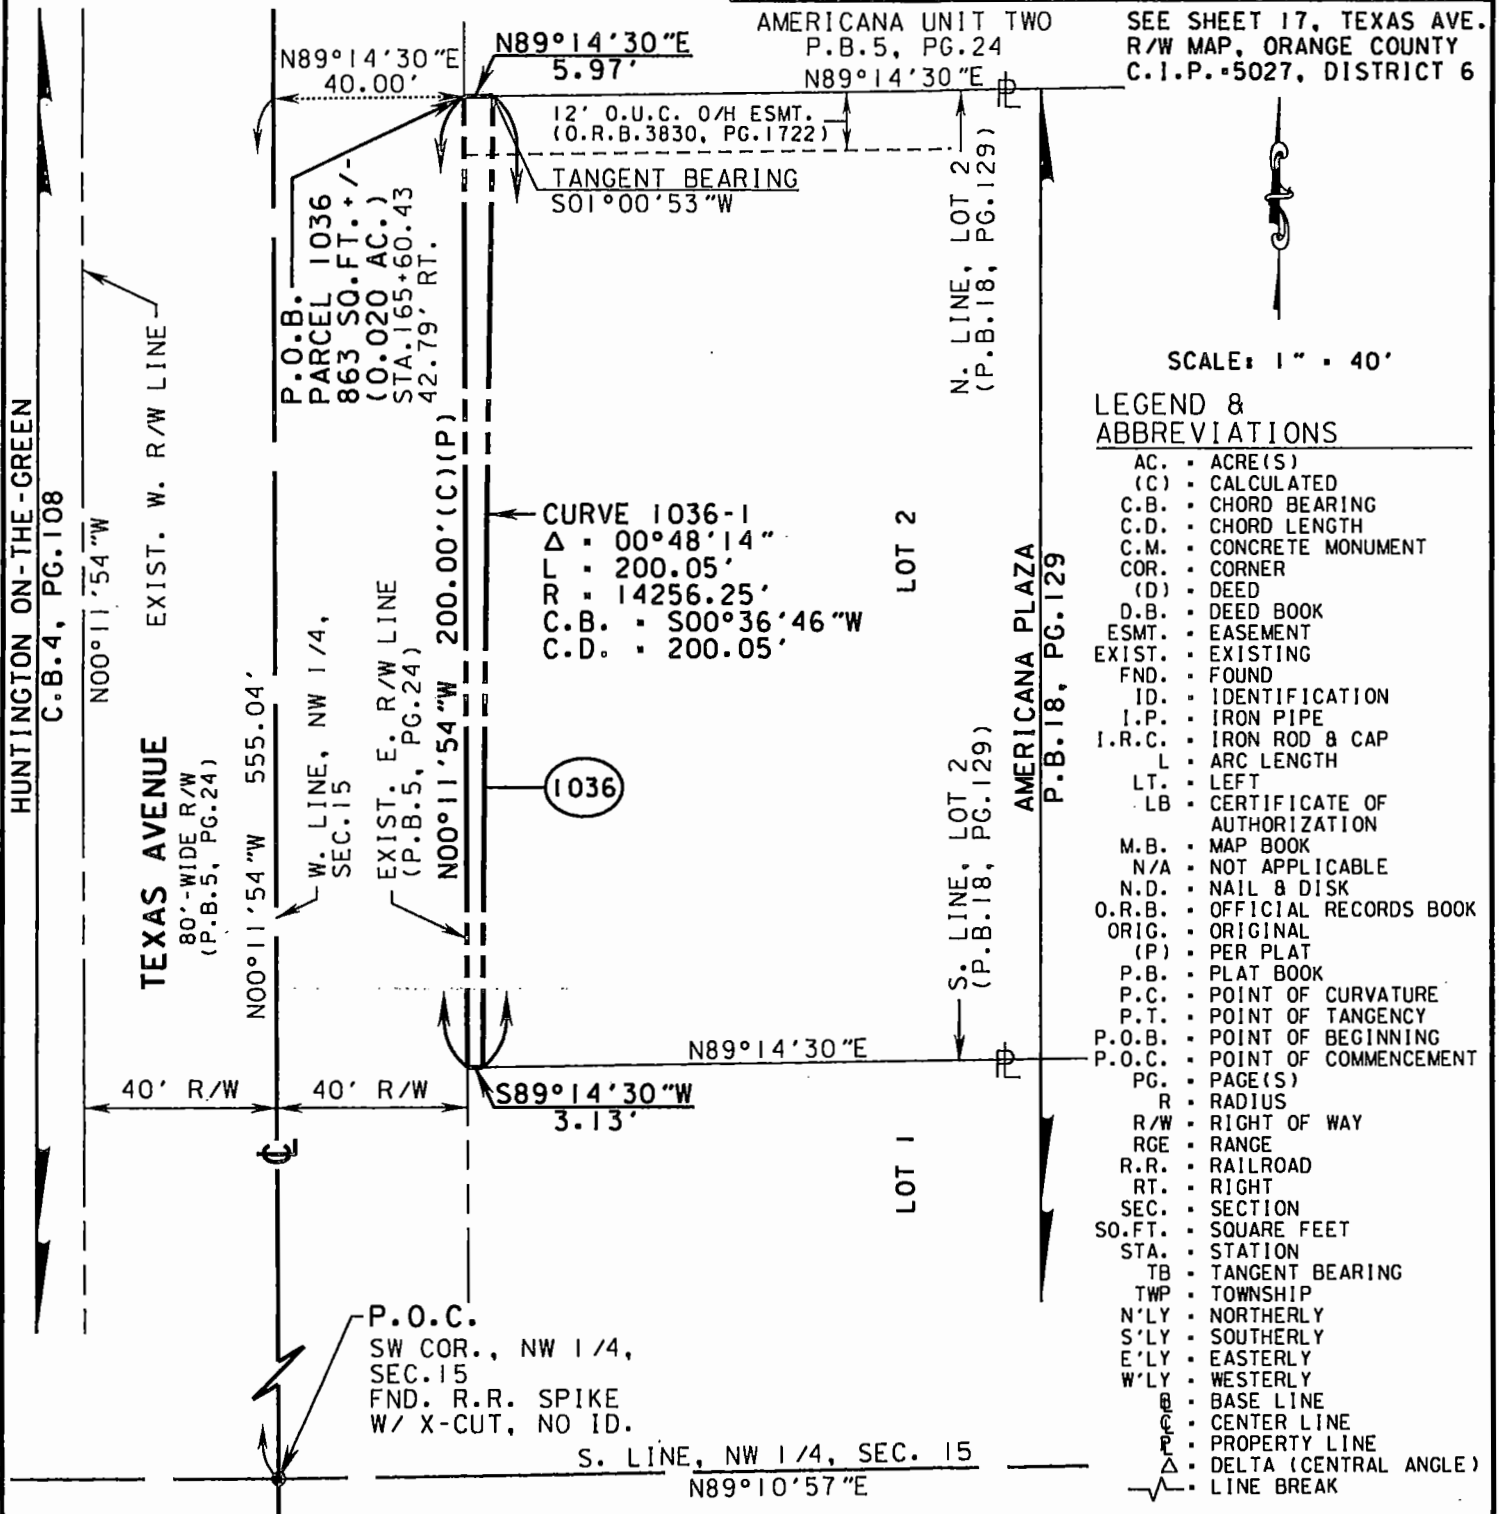 AMERICANA UNIT TWO
P.B.5, PG.24
N89°14'30"E
SEE SHEET 17, TEXAS AVE.
R/W MAP, ORANGE COUNTY
C.I.P.=5027, DISTRICT 6
N89°14'30"E
40.00'
N89°14'30"E
5.97'
12' O.U.C. O/H ESMT.
(O.R.B.3830, PG.1722)
TANGENT BEARING
S01°00'53"W
P.O.B.
PARCEL 1036
863 SQ.FT.+/-
(0.020 AC.)
STA.165+60.43
42.79' RT.
N. LINE, LOT 2
(P.B.18, PG.129)
SCALE: 1" = 40'
HUNTINGTON ON-THE-GREEN
C.B.4, PG.108
N00°11'54"W
EXIST. W. R/W LINE
TEXAS AVENUE
80'-WIDE R/W
(P.B.5, PG.24)
N00°11'54"W 555.04'
W. LINE, NW 1/4,
SEC.15
EXIST. E. R/W LINE
(P.B.5, PG.24)
N00°11'54"W 200.00'(C)(P)
CURVE 1036-1
Δ = 00°48'14"
L = 200.05'
R = 14256.25'
C.B. = S00°36'46"W
C.D. = 200.05'
1036
LOT 2
S. LINE, LOT 2
(P.B.18, PG.129)
AMERICANA PLAZA
P.B.18, PG.129
N89°14'30"E
S89°14'30"W
3.13'
40' R/W
40' R/W
LOT 1
P.O.C.
SW COR., NW 1/4,
SEC.15
FND. R.R. SPIKE
W/ X-CUT, NO ID.
S. LINE, NW 1/4, SEC. 15
N89°10'57"E
LEGEND &
ABBREVIATIONS
AC. = ACRE(S)
(C) = CALCULATED
C.B. = CHORD BEARING
C.D. = CHORD LENGTH
C.M. = CONCRETE MONUMENT
COR. = CORNER
(D) = DEED
D.B. = DEED BOOK
ESMT. = EASEMENT
EXIST. = EXISTING
FND. = FOUND
ID. = IDENTIFICATION
I.P. = IRON PIPE
I.R.C. = IRON ROD & CAP
L = ARC LENGTH
LT. = LEFT
LB = CERTIFICATE OF
AUTHORIZATION
M.B. = MAP BOOK
N/A = NOT APPLICABLE
N.D. = NAIL & DISK
O.R.B. = OFFICIAL RECORDS BOOK
ORIG. = ORIGINAL
(P) = PER PLAT
P.B. = PLAT BOOK
P.C. = POINT OF CURVATURE
P.T. = POINT OF TANGENCY
P.O.B. = POINT OF BEGINNING
P.O.C. = POINT OF COMMENCEMENT
PG. = PAGE(S)
R = RADIUS
R/W = RIGHT OF WAY
RGE = RANGE
R.R. = RAILROAD
RT. = RIGHT
SEC. = SECTION
SQ.FT. = SQUARE FEET
STA. = STATION
TB = TANGENT BEARING
TWP = TOWNSHIP
N'LY = NORTHERLY
S'LY = SOUTHERLY
E'LY = EASTERLY
W'LY = WESTERLY
= BASE LINE
℄ = CENTER LINE
⅊ = PROPERTY LINE
Δ = DELTA (CENTRAL ANGLE)
= LINE BREAK